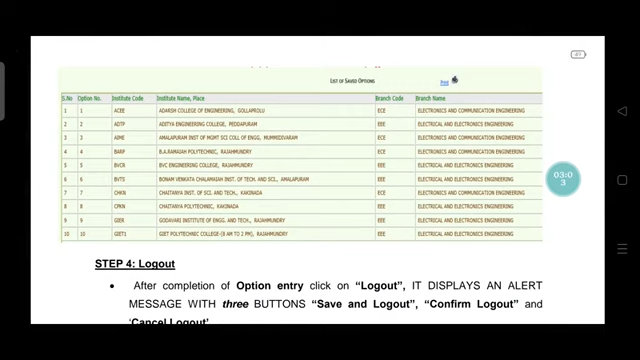 49
LIST OF SAVED OPTIONS Print
S.No Option No. Institute Code Institute Name, Place Branch Code Branch Name
1 1 ACEE ADARSH COLLEGE OF ENGINEERING, GOLLAPROLU ECE ELECTRONICS AND COMMUNICATION ENGINEERING
2 2 ADTP ADITYA ENGINEERING COLLEGE, PEDDAPURAM EEE ELECTRICAL AND ELECTRONICS ENGINEERING
3 3 AIME AMALAPURAM INST OF MGMT SCI COLL OF ENGG, MUMMIDIVARAM ECE ELECTRONICS AND COMMUNICATION ENGINEERING
4 4 BARP B.A.RAMAIAH POLYTECHNIC, RAJAHMUNDRY ECE ELECTRONICS AND COMMUNICATION ENGINEERING
5 5 BVCR BVC ENGINEERING COLLEGE, RAJAHMUNDRY EEE ELECTRICAL AND ELECTRONICS ENGINEERING
6 6 BVTS BONAM VENKATA CHALAMAIAH INST OF TECH. AND SCI., AMALAPURAM EEE ELECTRICAL AND ELECTRONICS ENGINEERING
7 7 CHKN CHAITANYA INST. OF SCI. AND TECH., KAKINADA ECE ELECTRONICS AND COMMUNICATION ENGINEERING
8 8 CPKN CHAITANYA POLYTECHNIC, KAKINADA EEE ELECTRICAL AND ELECTRONICS ENGINEERING
9 9 GIER GODAVARI INSTITUTE OF ENGG. AND TECH., RAJAHMUNDRY EEE ELECTRICAL AND ELECTRONICS ENGINEERING
10 10 GIET1 GIET POLYTECHNIC COLLEGE-(8 AM TO 2 PM), RAJAHMUNDRY EEE ELECTRICAL AND ELECTRONICS ENGINEERING
03:0
3
STEP 4: Logout
• After completion of Option entry click on “Logout”, IT DISPLAYS AN ALERT
MESSAGE WITH three BUTTONS “Save and Logout”, “Confirm Logout” and
‘Cancel Logout’